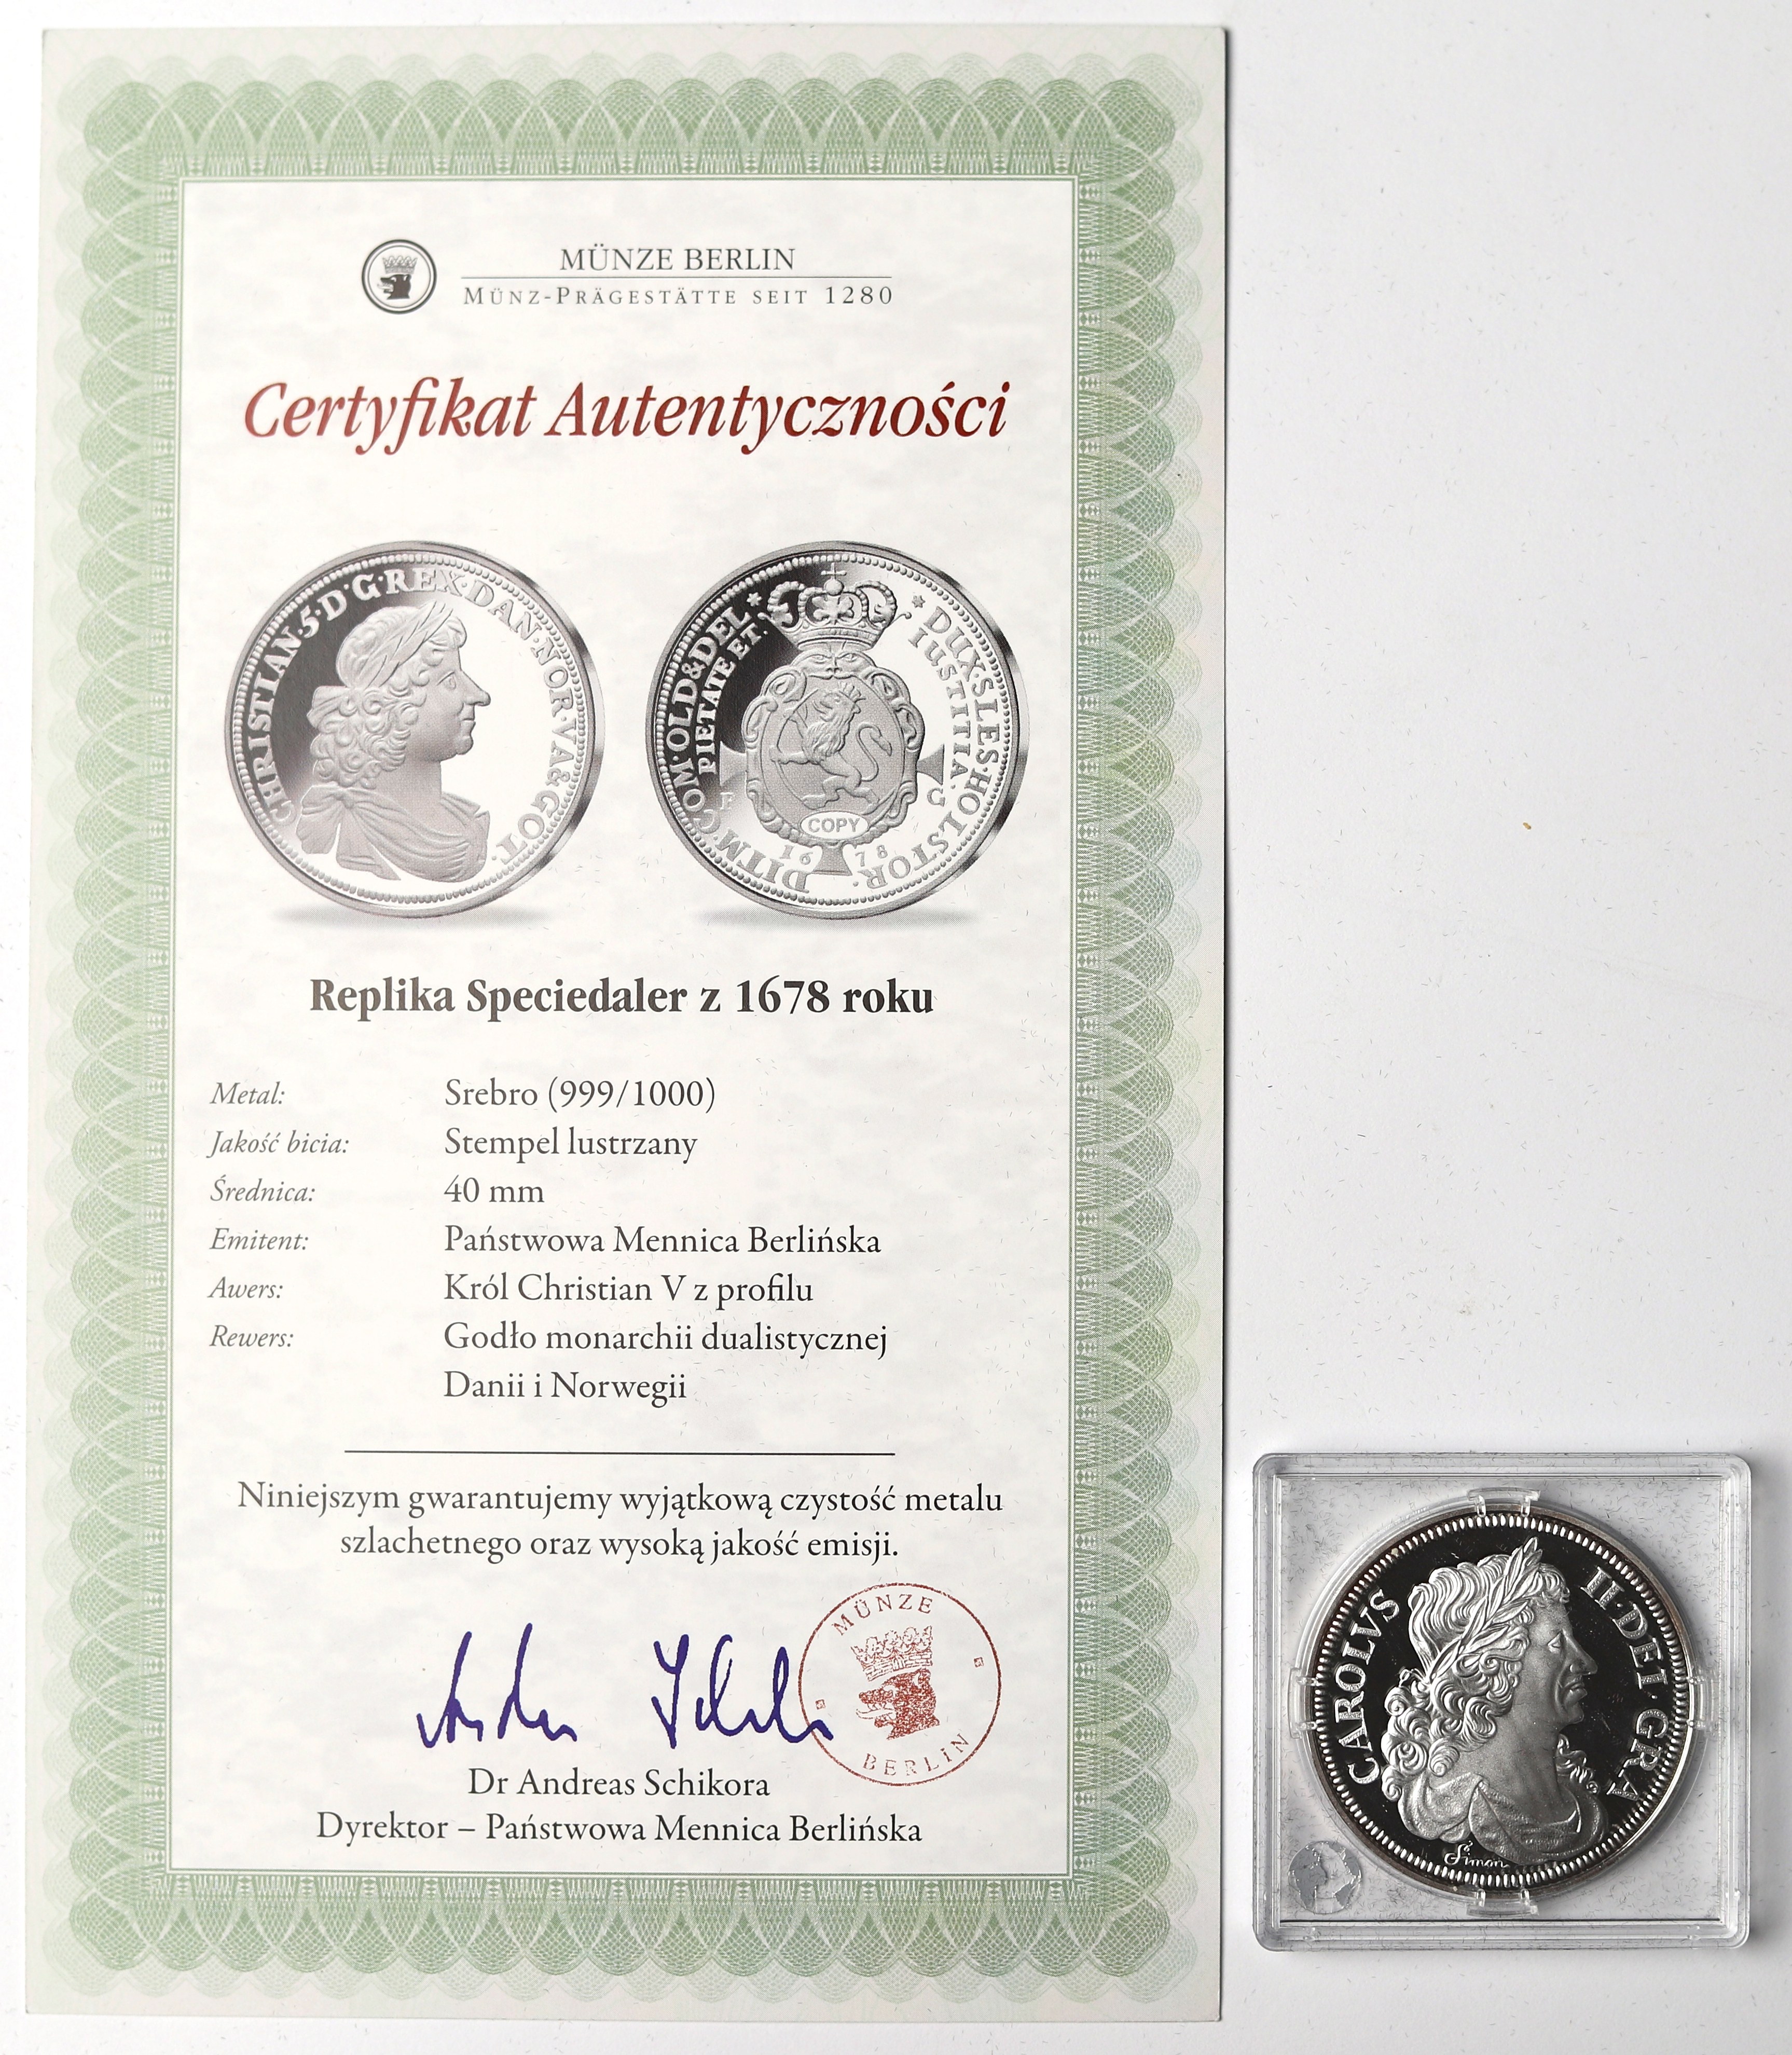 MÜNZE BERLIN
MÜNZ-PRÄGESTÄTTE SEIT 1280
Certyfikat Autentyczności
CHRISTIAN·5·D·G·REX·DAN·NOR·VA&GOT·
DUX·SLES·HOLSTOR·DITM·COM·OLD&DEL
PIETATE ET· IUSTITIA·
F G
COPY
1678
Replika Speciedaler z 1678 roku
Metal: Srebro (999/1000)
Jakość bicia: Stempel lustrzany
Średnica: 40 mm
Emitent: Państwowa Mennica Berlińska
Awers: Król Christian V z profilu
Rewers: Godło monarchii dualistycznej
Danii i Norwegii
Niniejszym gwarantujemy wyjątkową czystość metalu
szlachetnego oraz wysoką jakość emisji.
MÜNZE
BERLIN
Dr Andreas Schikora
Dyrektor – Państwowa Mennica Berlińska
CAROLVS II·DEI·GRA
Simon